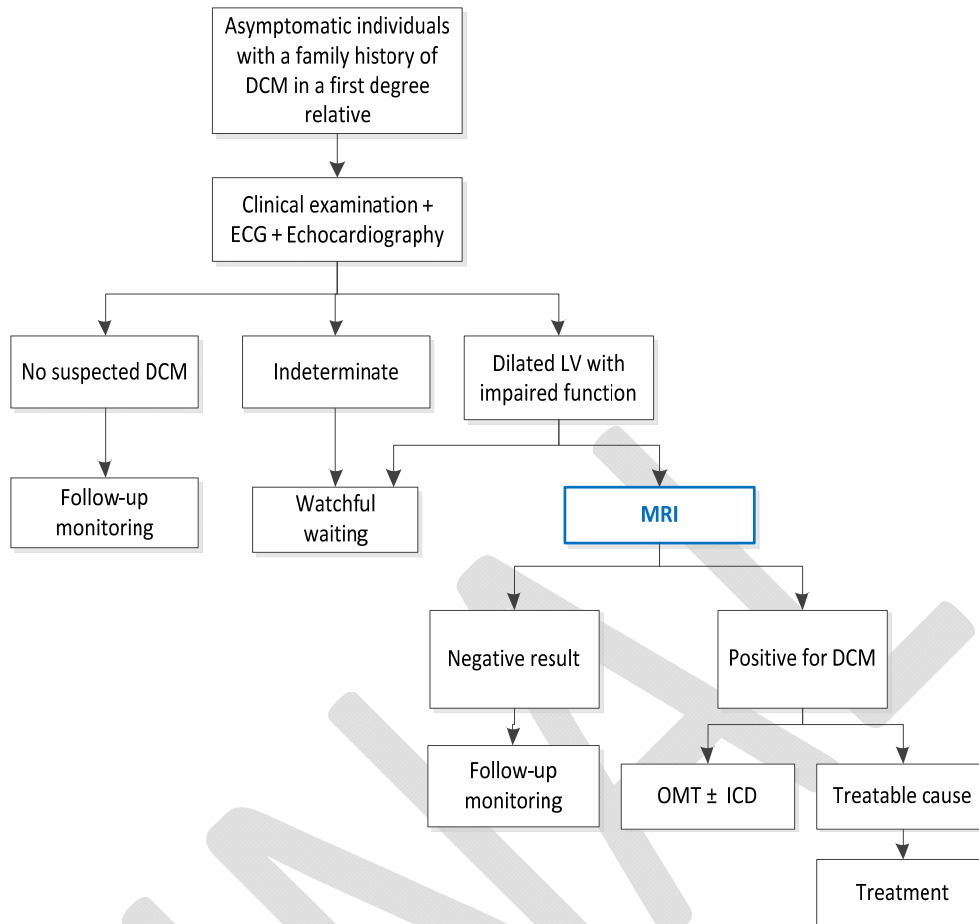 Asymptomatic individuals
with a family history of
DCM in a first degree
relative
Clinical examination +
ECG + Echocardiography
No suspected DCM
Indeterminate
Dilated LV with
impaired function
Follow-up
monitoring
Watchful
waiting
MRI
Negative result
Positive for DCM
Follow-up
monitoring
OMT ± ICD
Treatable cause
Treatment